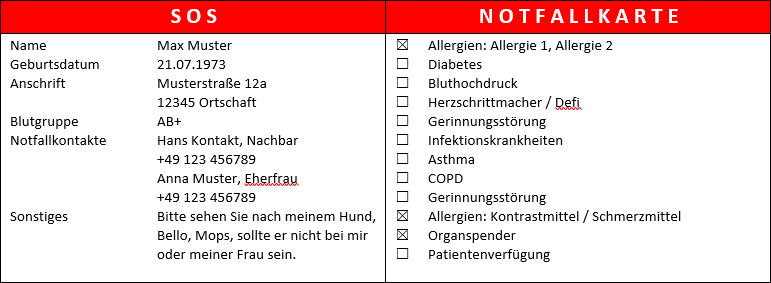 SOS
Name Max Muster
Geburtsdatum 21.07.1973
Anschrift Musterstraße 12a
12345 Ortschaft
Blutgruppe AB+
Notfallkontakte Hans Kontakt, Nachbar
+49 123 456789
Anna Muster, Eherfrau
+49 123 456789
Sonstiges Bitte sehen Sie nach meinem Hund,
Bello, Mops, sollte er nicht bei mir
oder meiner Frau sein.
NOTFALLKARTE
☒ Allergien: Allergie 1, Allergie 2
☐ Diabetes
☐ Bluthochdruck
☐ Herzschrittmacher / Defi
☐ Gerinnungsstörung
☐ Infektionskrankheiten
☐ Asthma
☐ COPD
☐ Gerinnungsstörung
☒ Allergien: Kontrastmittel / Schmerzmittel
☒ Organspender
☐ Patientenverfügung